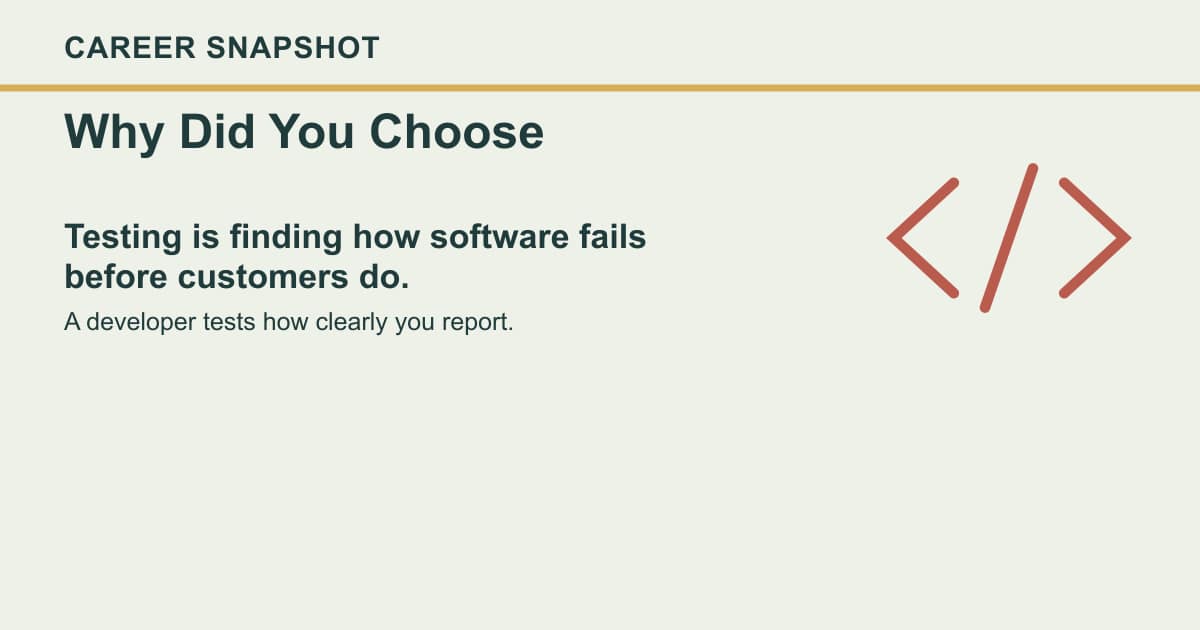 CAREER SNAPSHOT
Why Did You Choose
Testing is finding how software fails
before customers do.
A developer tests how clearly you report.